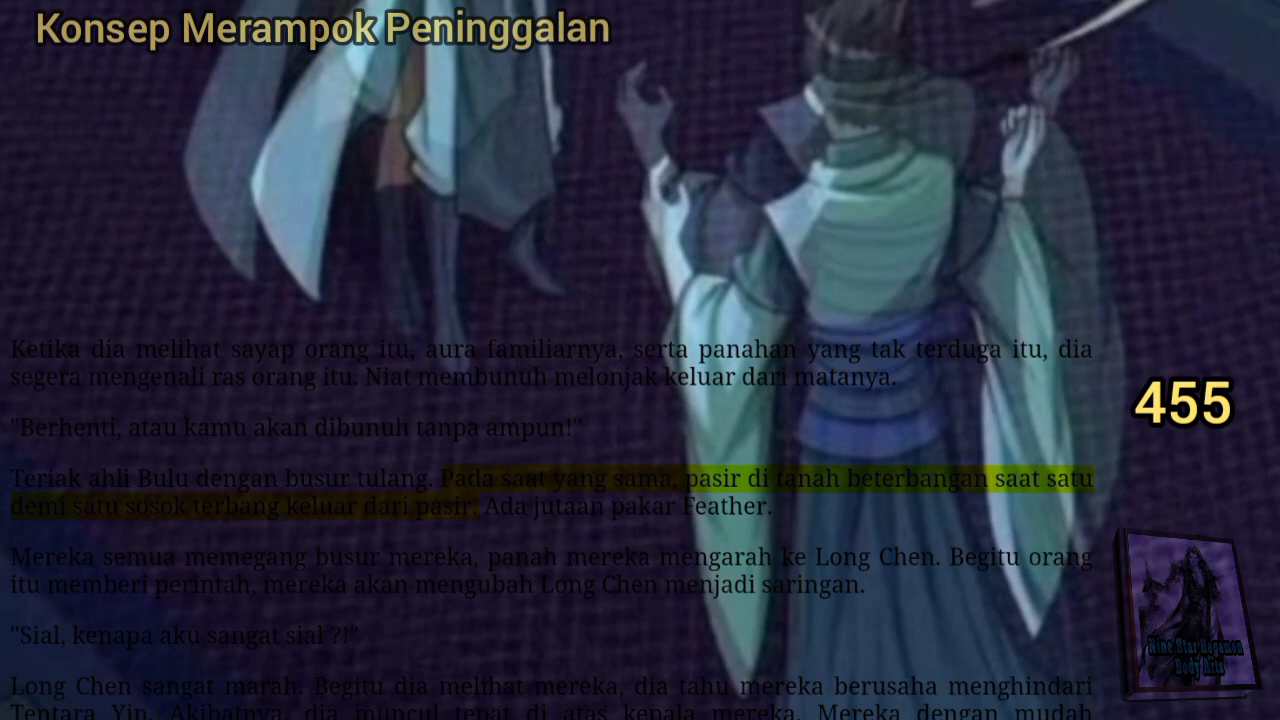 Konsep Merampok Peninggalan
Ketika dia melihat sayap orang itu, aura familiarnya, serta panahan yang tak terduga itu, dia
segera mengenali ras orang itu. Niat membunuh melonjak keluar dari matanya.
"Berhenti, atau kamu akan dibunuh tanpa ampun!"
455
Teriak ahli Bulu dengan busur tulang. Pada saat yang sama, pasir di tanah beterbangan saat satu
demi satu sosok terbang keluar dari pasir. Ada jutaan pakar Feather.
Mereka semua memegang busur mereka, panah mereka mengarah ke Long Chen. Begitu orang
itu memberi perintah, mereka akan mengubah Long Chen menjadi saringan.
"Sial, kenapa aku sangat sial ?!"
Nine Star Hegemon
Body Arts
Long Chen sangat marah. Begitu dia melihat mereka, dia tahu mereka berusaha menghindari
Tentara Yin. Akibatnya, dia muncul tepat di atas kepala mereka. Mereka dengan mudah